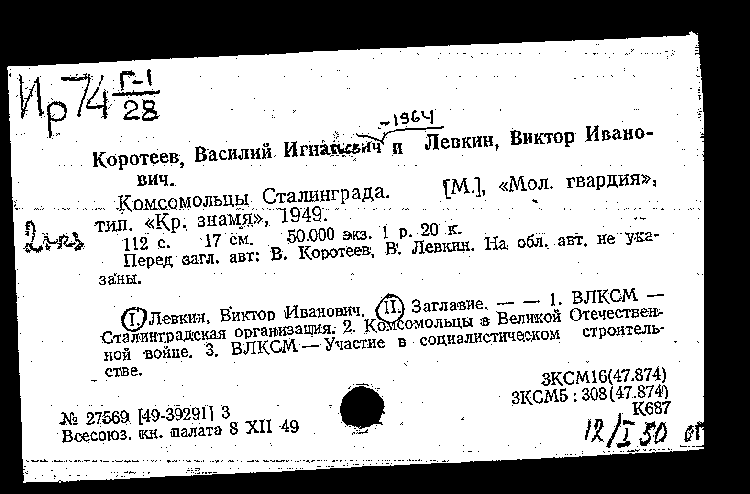 Ир 74 Г-1
28
-1964
Коротеев, Василий Игнатьевич и Левкин, Виктор Ивано-
вич.
Комсомольцы Сталинграда. [М.], «Мол. гвардия»,
тип. «Кр. знамя», 1949.
2 экз
112 с. 17 см. 50.000 экз. 1 р. 20 к.
Перед загл. авт: В. Коротеев, В. Левкин. На обл. авт. не ука-
заны.
I. Левкин, Виктор Иванович. II. Заглавие. — — 1. ВЛКСМ —
Сталинградская организация. 2. Комсомольцы в Великой Отечествен-
ной войне. 3. ВЛКСМ — Участие в социалистическом строитель-
стве.
3КСМ16(47.874)
3КСМ5 : 308(47.874)
№ 27569 [49-39291] 3
К687
Всесоюз. кн. палата 8 XII 49
12/I 50